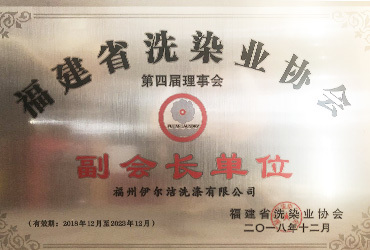 福建省洗染业协会
第四届理事会
副会长单位
福州伊尔洁洗涤有限公司
(有效期：2018年12月至2023年12月)
福建省洗染业协会
二〇一八年十二月